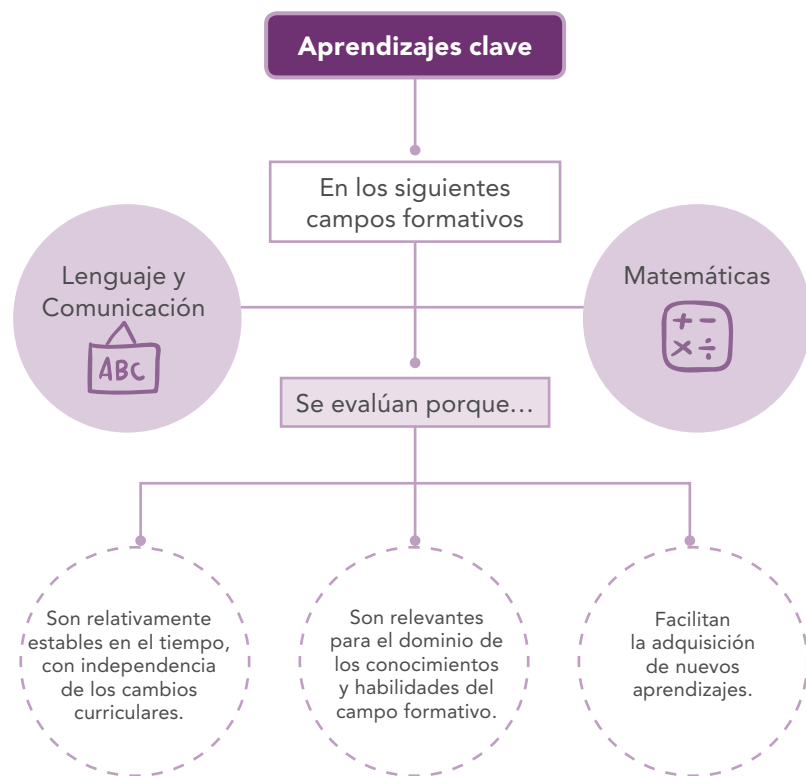 Aprendizajes clave
En los siguientes
campos formativos
Lenguaje y
Comunicación
ABC
Matemáticas
+ −
× ÷
Se evalúan porque…
Son relativamente
estables en el tiempo,
con independencia
de los cambios
curriculares.
Son relevantes
para el dominio de
los conocimientos
y habilidades del
campo formativo.
Facilitan
la adquisición
de nuevos
aprendizajes.